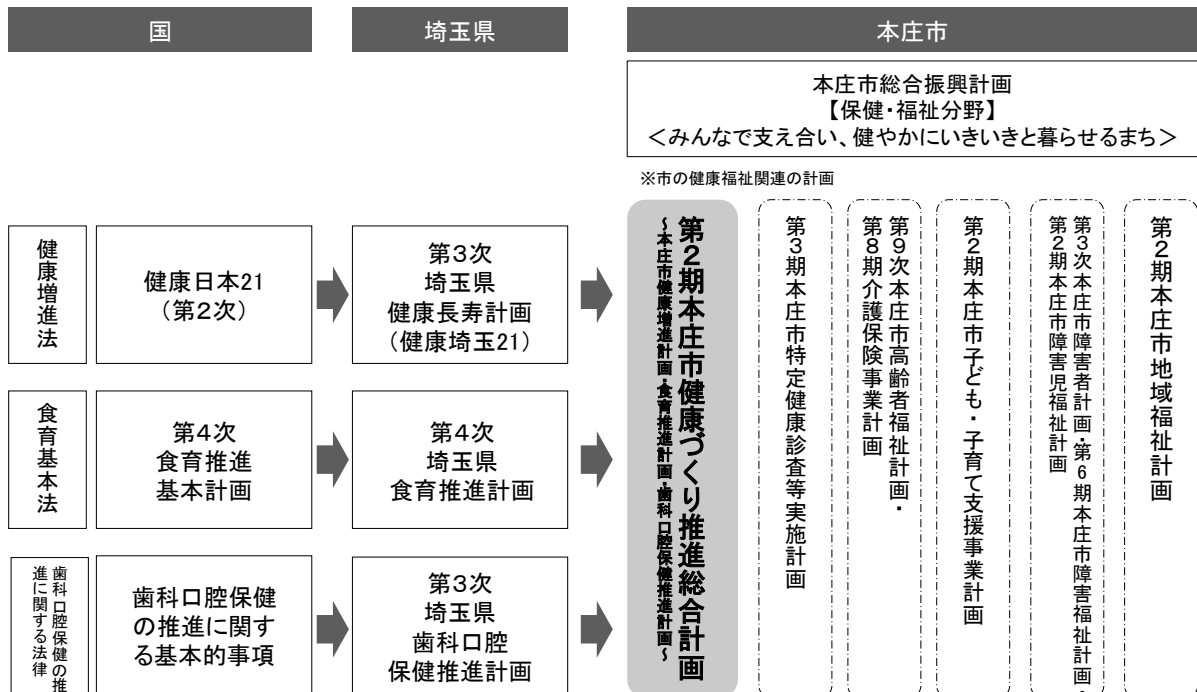 国
埼玉県
本庄市
本庄市総合振興計画
【保健・福祉分野】
＜みんなで支え合い、健やかにいきいきと暮らせるまち＞
※市の健康福祉関連の計画
健康増進法
健康日本21
（第２次）
第３次
埼玉県
健康長寿計画
（健康埼玉21）
食育基本法
第４次
食育推進
基本計画
第４次
埼玉県
食育推進計画
歯科口腔保健の推
進に関する法律
歯科口腔保健
の推進に関す
る基本的事項
第３次
埼玉県
歯科口腔
保健推進計画
第２期本庄市健康づくり推進総合計画
～本庄市健康増進計画・食育推進計画・歯科口腔保健推進計画～
第３期本庄市特定健康診査等実施計画
第９次本庄市高齢者福祉計画・
第８期介護保険事業計画
第２期本庄市子ども・子育て支援事業計画
第３次本庄市障害者計画・第６期本庄市障害福祉計画・
第２期本庄市障害児福祉計画
第２期本庄市地域福祉計画